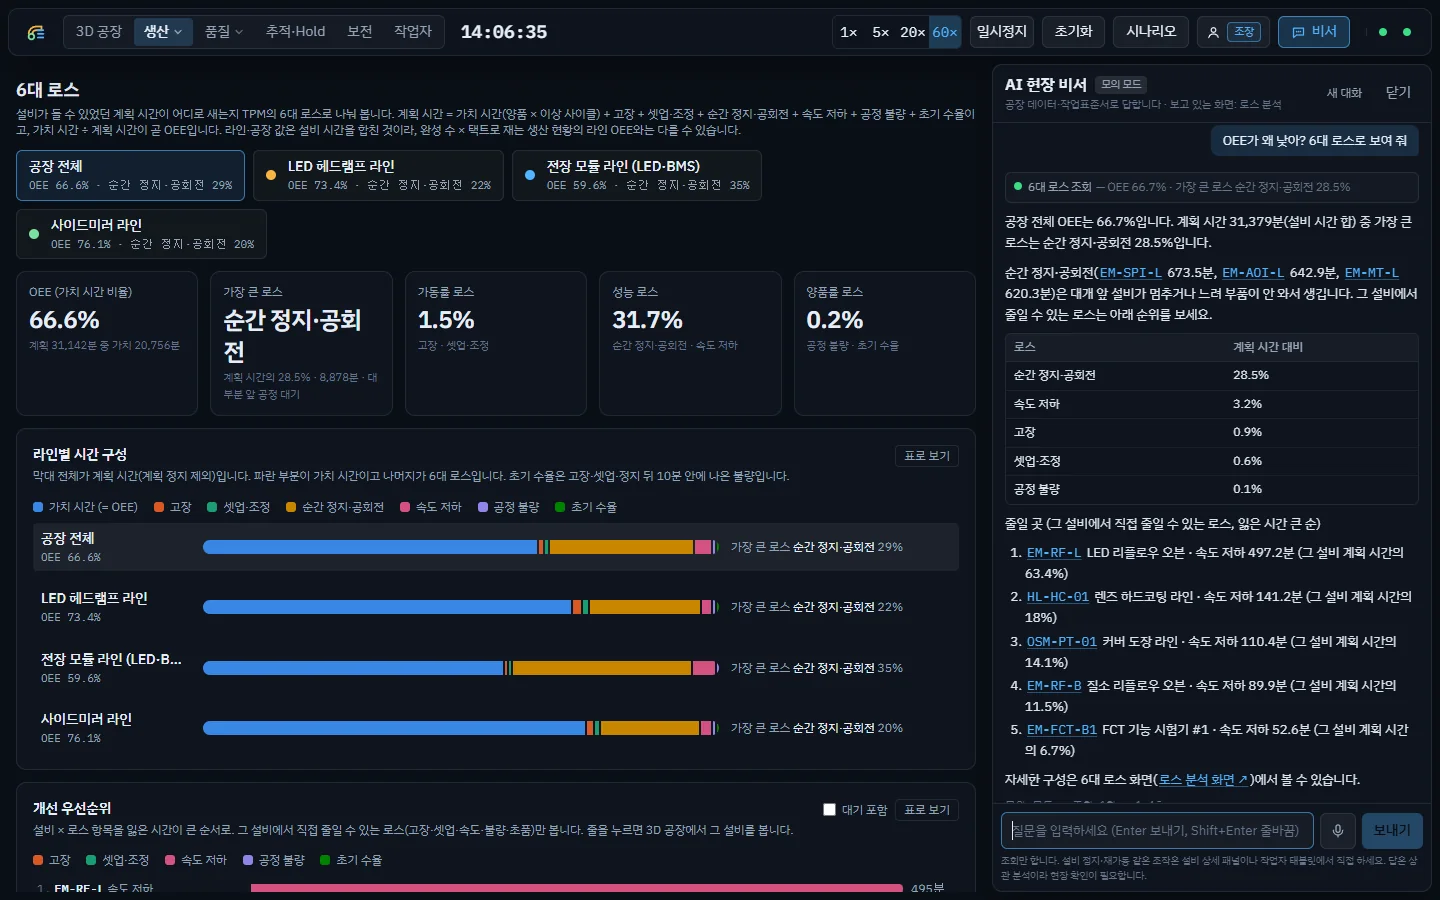 3D 공장 생산 품질 추적·Hold 보전 작업자 14:06:35 1× 5× 20× 60× 일시정지 초기화 시나리오 조장 비서
6대 로스
설비가 돌 수 있었던 계획 시간이 어디로 새는지 TPM의 6대 로스로 나눠 봅니다. 계획 시간 = 가치 시간(양품 × 이상 사이클) + 고장 + 셋업·조정 + 순간 정지·공회전 + 속도 저하 + 공정 불량 + 초기 수율이
고, 가치 시간 ÷ 계획 시간이 곧 OEE입니다. 라인·공장 값은 설비 시간을 합친 것이라, 완성 수 × 택트로 재는 생산 현황의 라인 OEE와는 다를 수 있습니다.
공장 전체
OEE 66.6% · 순간 정지·공회전 29%
LED 헤드램프 라인
OEE 73.4% · 순간 정지·공회전 22%
전장 모듈 라인 (LED·BMS)
OEE 59.6% · 순간 정지·공회전 35%
사이드미러 라인
OEE 76.1% · 순간 정지·공회전 20%
OEE (가치 시간 비율)
66.6%
계획 31,142분 중 가치 20,756분
가장 큰 로스
순간 정지·공회
전
계획 시간의 28.5% · 8,878분 · 대
부분 앞 공정 대기
가동률 로스
1.5%
고장 · 셋업·조정
성능 로스
31.7%
순간 정지·공회전 · 속도 저하
양품률 로스
0.2%
공정 불량 · 초기 수율
라인별 시간 구성
표로 보기
막대 전체가 계획 시간(계획 정지 제외)입니다. 파란 부분이 가치 시간이고 나머지가 6대 로스입니다. 초기 수율은 고장·셋업·정지 뒤 10분 안에 나온 불량입니다.
가치 시간 (= OEE) 고장 셋업·조정 순간 정지·공회전 속도 저하 공정 불량 초기 수율
공장 전체
OEE 66.6%
가장 큰 로스 순간 정지·공회전 29%
LED 헤드램프 라인
OEE 73.4%
가장 큰 로스 순간 정지·공회전 22%
전장 모듈 라인 (LED·B...
OEE 59.6%
가장 큰 로스 순간 정지·공회전 35%
사이드미러 라인
OEE 76.1%
가장 큰 로스 순간 정지·공회전 20%
개선 우선순위
대기 포함 표로 보기
설비 × 로스 항목을 잃은 시간이 큰 순서로. 그 설비에서 직접 줄일 수 있는 로스(고장·셋업·속도·불량·초품)만 봅니다. 줄을 누르면 3D 공장에서 그 설비를 봅니다.
고장 셋업·조정 속도 저하 공정 불량 초기 수율
1. EM-RF-L 속도 저하 495분
AI 현장 비서 모의 모드 새 대화 닫기
공장 데이터·작업표준서로 답합니다 · 보고 있는 화면: 로스 분석
OEE가 왜 낮아? 6대 로스로 보여 줘
6대 로스 조회 — OEE 66.7% · 가장 큰 로스 순간 정지·공회전 28.5%
공장 전체 OEE는 66.7%입니다. 계획 시간 31,379분(설비 시간 합) 중 가장 큰
로스는 순간 정지·공회전 28.5%입니다.
순간 정지·공회전(EM-SPI-L 673.5분, EM-AOI-L 642.9분, EM-MT-L
620.3분)은 대개 앞 설비가 멈추거나 느려 부품이 안 와서 생깁니다. 그 설비에서
줄일 수 있는 로스는 아래 순위를 보세요.
로스 계획 시간 대비
순간 정지·공회전 28.5%
속도 저하 3.2%
고장 0.9%
셋업·조정 0.6%
공정 불량 0.1%
줄일 곳 (그 설비에서 직접 줄일 수 있는 로스, 잃은 시간 큰 순)
1. EM-RF-L LED 리플로우 오븐 · 속도 저하 497.2분 (그 설비 계획 시간의
63.4%)
2. HL-HC-01 렌즈 하드코팅 라인 · 속도 저하 141.2분 (그 설비 계획 시간의
18%)
3. OSM-PT-01 커버 도장 라인 · 속도 저하 110.4분 (그 설비 계획 시간의
14.1%)
4. EM-RF-B 질소 리플로우 오븐 · 속도 저하 89.9분 (그 설비 계획 시간의
11.5%)
5. EM-FCT-B1 FCT 기능 시험기 #1 · 속도 저하 52.6분 (그 설비 계획 시간
의 6.7%)
자세한 구성은 6대 로스 화면(로스 분석 화면 ↗)에서 볼 수 있습니다.
질문을 입력하세요 (Enter 보내기, Shift+Enter 줄바꿈) 보내기
조회만 합니다. 설비 정지·재가동 같은 조작은 설비 상세 패널이나 작업자 태블릿에서 직접 하세요. 답은 상
관 분석이라 현장 확인이 필요합니다.